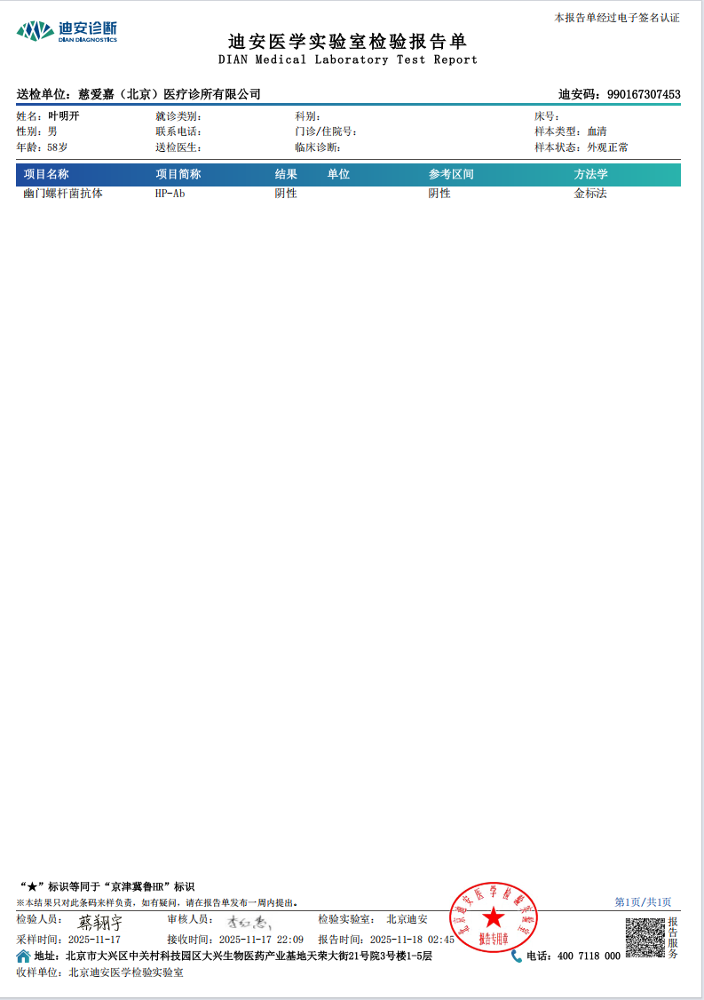 本报告单经过电子签名认证
迪安诊断
DIAN DIAGNOSTICS
迪安医学实验室检验报告单
DIAN Medical Laboratory Test Report
送检单位：慈爱嘉（北京）医疗诊所有限公司 迪安码：990167307453
姓名：叶明开 就诊类别： 科别： 床号：
性别：男 联系电话： 门诊/住院号： 样本类型：血清
年龄：58岁 送检医生： 临床诊断： 样本状态：外观正常
项目名称 项目简称 结果 单位 参考区间 方法学
幽门螺杆菌抗体 HP-Ab 阴性 阴性 金标法
“★”标识等同于“京津冀鲁HR”标识
※本结果只对此条码来样负责，如有疑问，请在报告单发布一周内提出。 第1页/共1页
检验人员： 蔡翔宇 审核人员： 检验实验室： 北京迪安
采样时间：2025-11-17 接收时间：2025-11-17 22:09 报告时间：2025-11-18 02:45
报告专用章
报告服务
地址：北京市大兴区中关村科技园区大兴生物医药产业基地天荣大街21号院3号楼1-5层 电话：400 7118 000
收样单位：北京迪安医学检验实验室